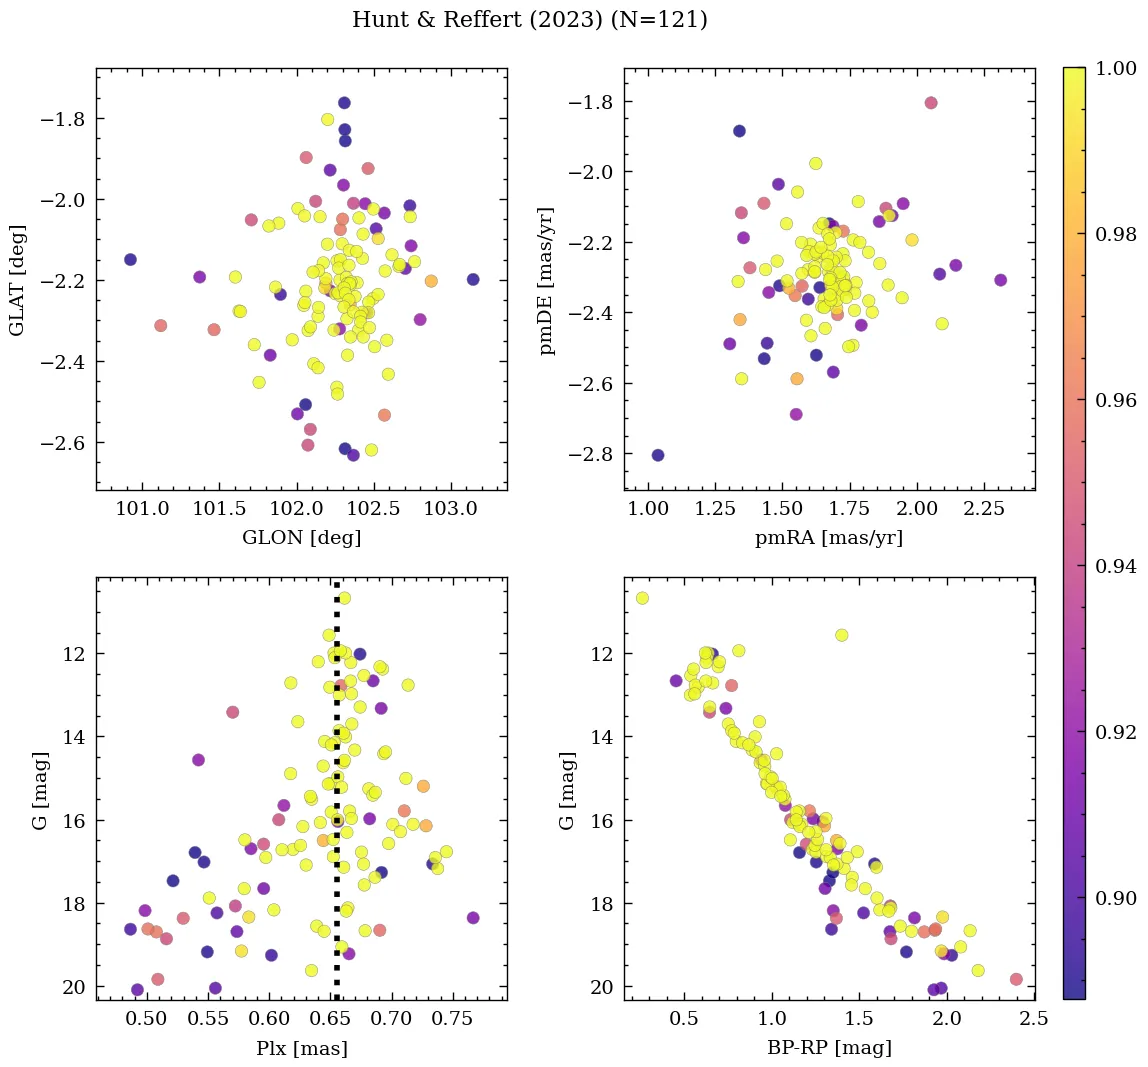 Hunt & Reffert (2023) (N=121)
−1.8
−2.0
−2.2
−2.4
−2.6
GLAT [deg]
101.0 101.5 102.0 102.5 103.0
GLON [deg]
−1.8
−2.0
−2.2
−2.4
−2.6
−2.8
pmDE [mas/yr]
1.00 1.25 1.50 1.75 2.00 2.25
pmRA [mas/yr]
12
14
16
18
20
G [mag]
0.50 0.55 0.60 0.65 0.70 0.75
Plx [mas]
12
14
16
18
20
G [mag]
0.5 1.0 1.5 2.0 2.5
BP-RP [mag]
1.00
0.98
0.96
0.94
0.92
0.90